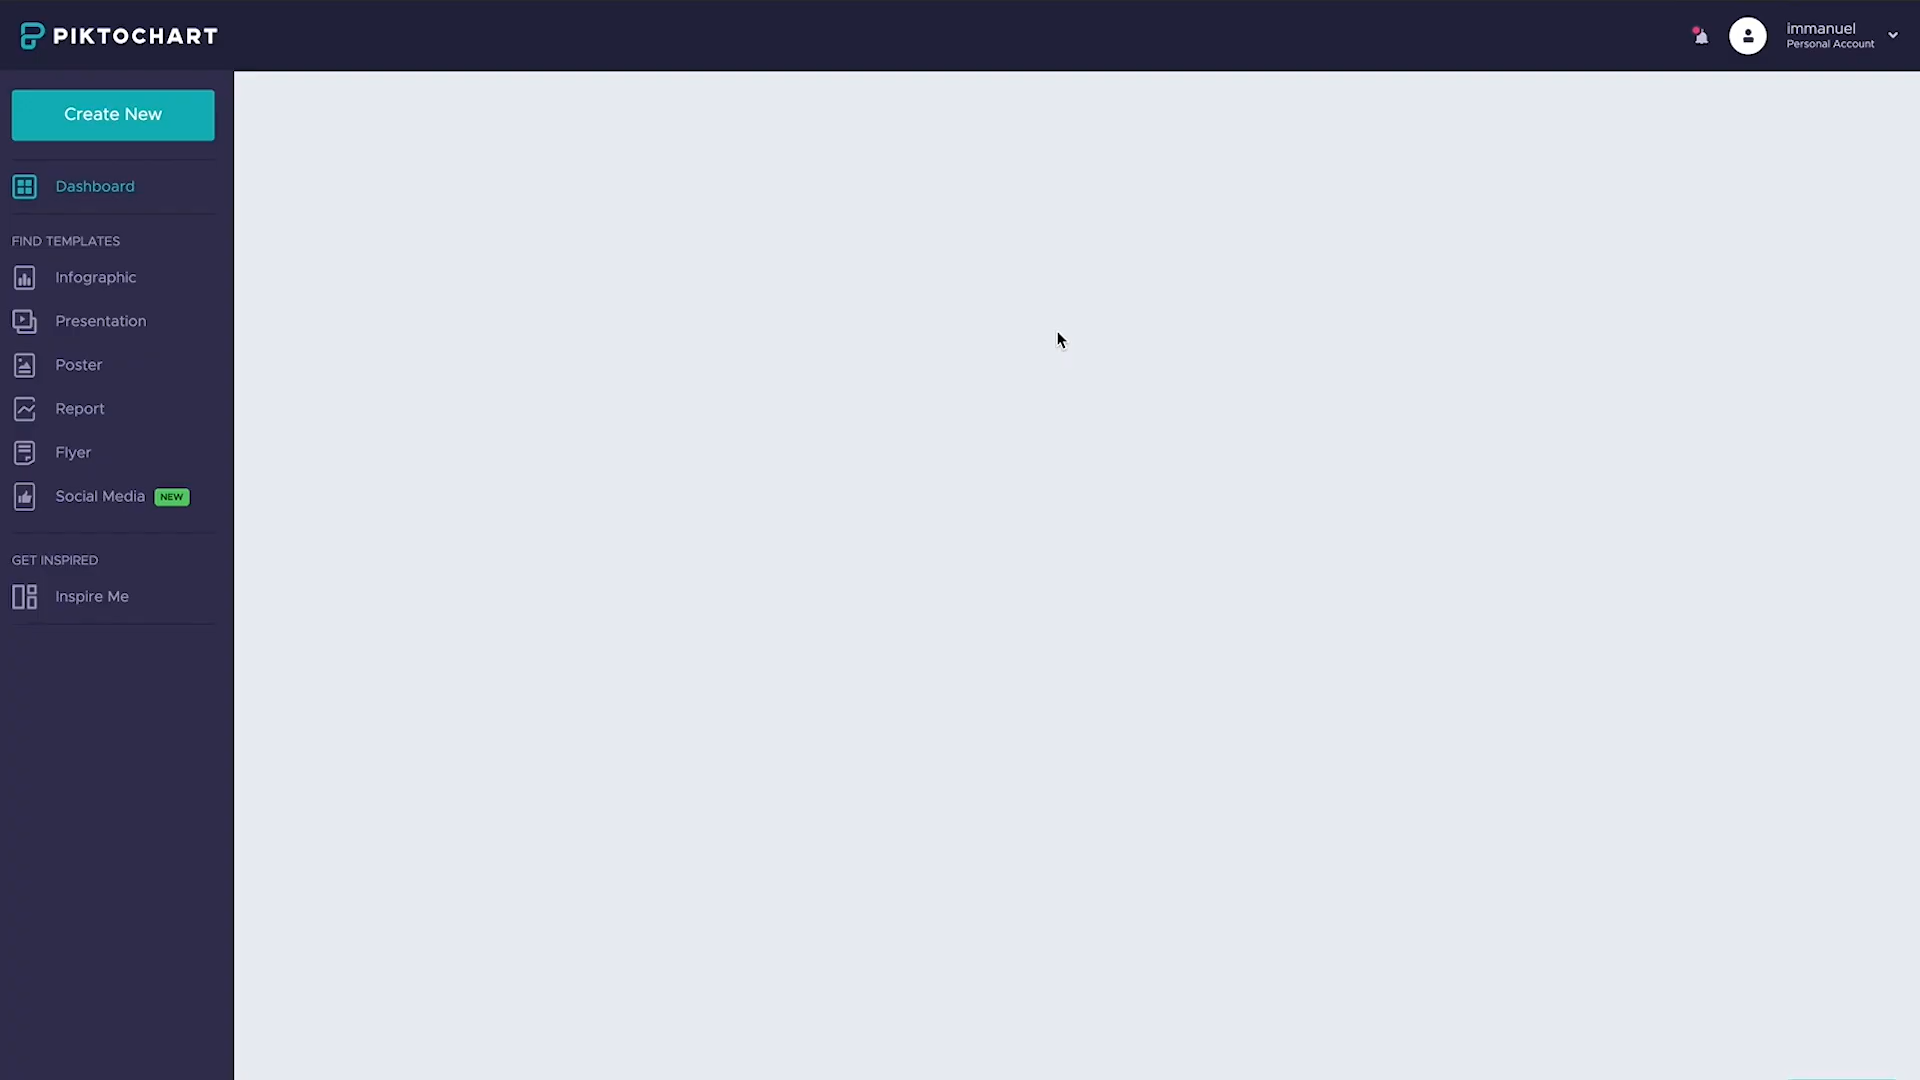 PIKTOCHART
immanuel
Personal Account
Create New
Dashboard
FIND TEMPLATES
Infographic
Presentation
Poster
Report
Flyer
Social Media NEW
GET INSPIRED
Inspire Me